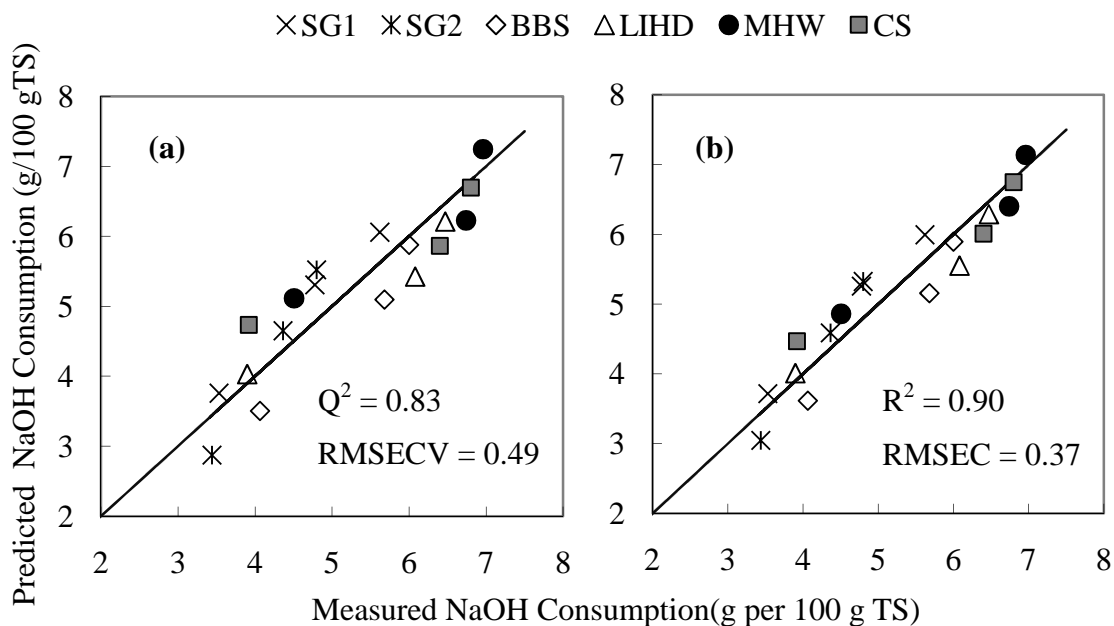 SG1 SG2 BBS LIHD MHW CS
Predicted NaOH Consumption (g/100 gTS)
8
7
6
5
4
3
2
(a)
Q² = 0.83
RMSECV = 0.49
2 3 4 5 6 7 8
8
7
6
5
4
3
2
(b)
R² = 0.90
RMSEC = 0.37
2 3 4 5 6 7 8
Measured NaOH Consumption(g per 100 g TS)